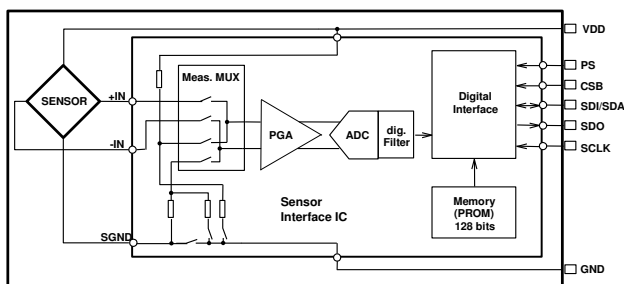 VDD
Meas. MUX
PS
+IN
CSB
SENSOR
Digital
Interface
SDI/SDA
PGA
ADC
dig.
Filter
SDO
-IN
SCLK
Sensor
Interface IC
Memory
(PROM)
128 bits
SGND
GND